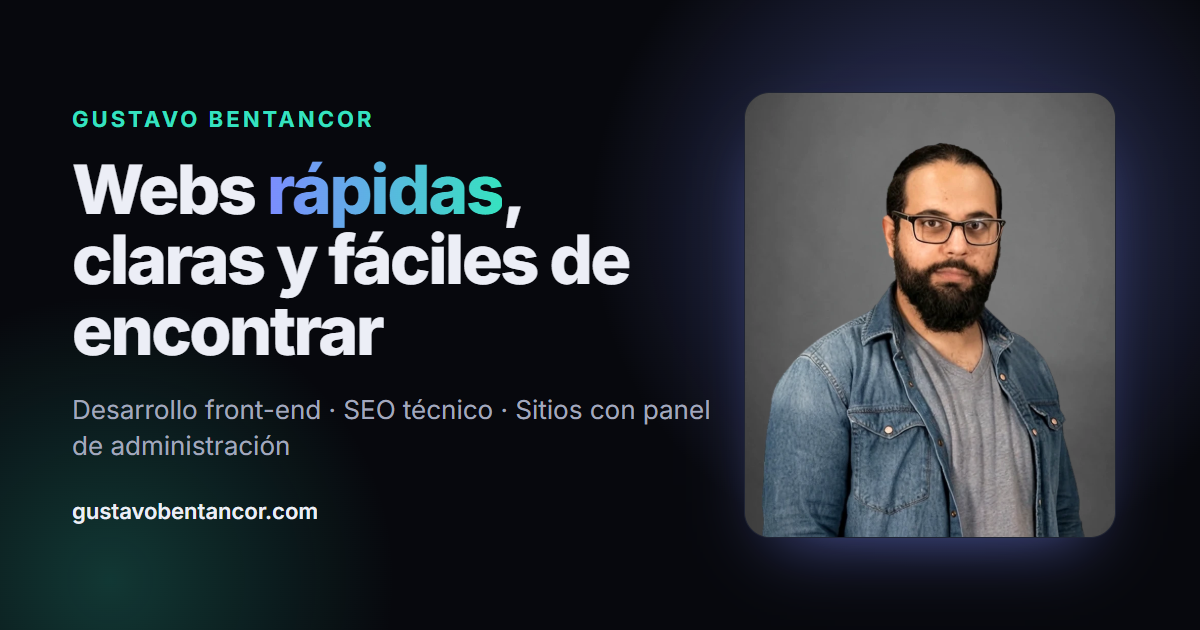 GUSTAVO BENTANCOR
Webs rápidas,
claras y fáciles de
encontrar
Desarrollo front-end · SEO técnico · Sitios con panel
de administración
gustavobentancor.com